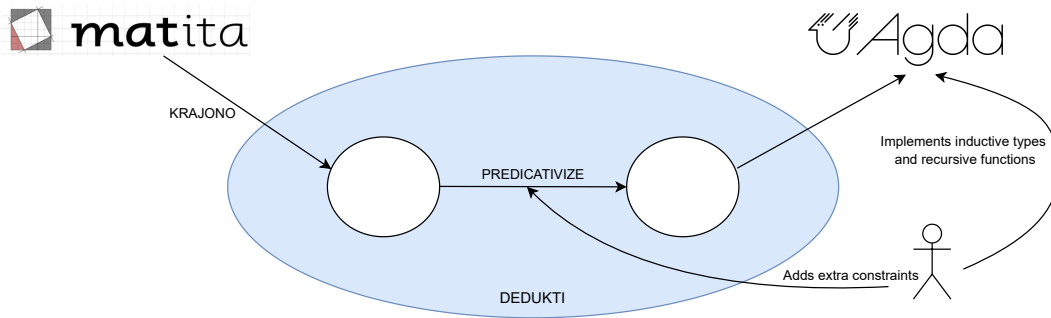 matita
Agda
KRAJONO
Implements inductive types
and recursive functions
PREDICATIVIZE
Adds extra constraints
DEDUKTI